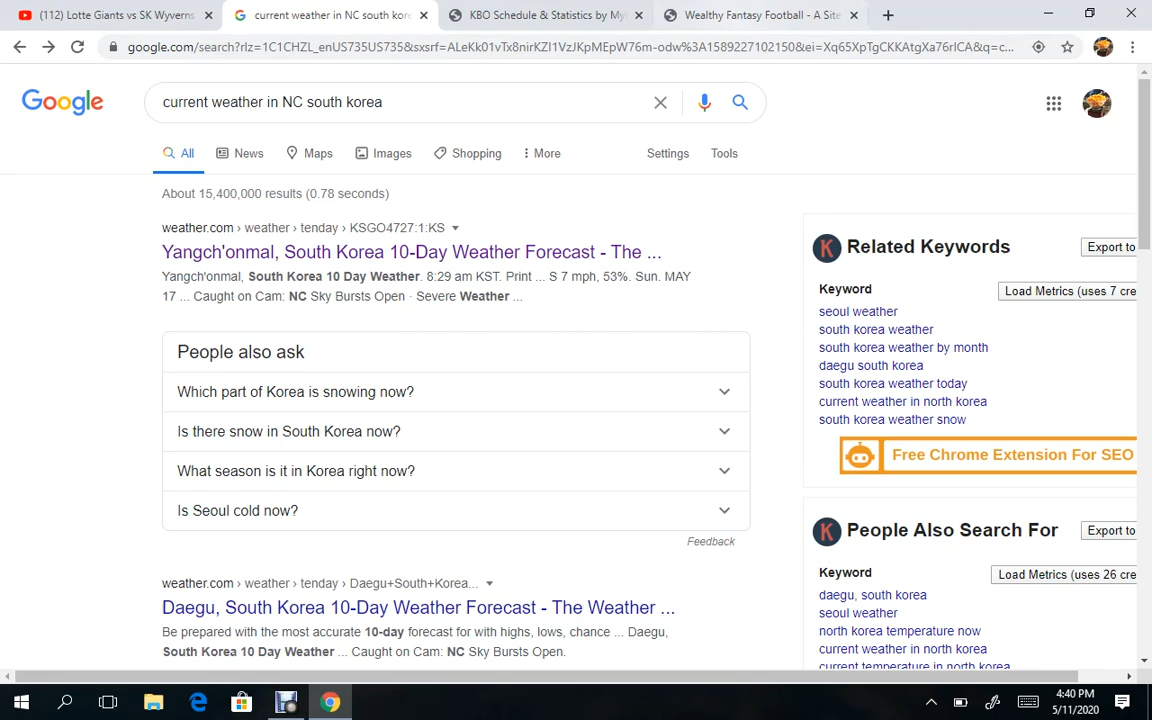 (112) Lotte Giants vs SK Wyverns
current weather in NC south kore
KBO Schedule & Statistics by MyK
Wealthy Fantasy Football - A Site
google.com/search?rlz=1C1CHZL_enUS735US735&sxsrf=ALeKk01vTx8nirKZI1VzJKpMEpW76m-odw%3A1589227102150&ei=Xq65XpTgCKKAtgXa76rICA&q=c...
Google
current weather in NC south korea
All
News
Maps
Images
Shopping
More
Settings
Tools
About 15,400,000 results (0.78 seconds)
weather.com › weather › tenday › KSGO4727:1:KS
Yangch'onmal, South Korea 10-Day Weather Forecast - The ...
Yangch'onmal, South Korea 10 Day Weather. 8:29 am KST. Print ... S 7 mph, 53%. Sun. MAY
17 ... Caught on Cam: NC Sky Bursts Open · Severe Weather ...
People also ask
Which part of Korea is snowing now?
Is there snow in South Korea now?
What season is it in Korea right now?
Is Seoul cold now?
Feedback
weather.com › weather › tenday › Daegu+South+Korea...
Daegu, South Korea 10-Day Weather Forecast - The Weather ...
Be prepared with the most accurate 10-day forecast for with highs, lows, chance ... Daegu,
South Korea 10 Day Weather ... Caught on Cam: NC Sky Bursts Open.
K Related Keywords
Export to
Keyword
Load Metrics (uses 7 cre
seoul weather
south korea weather
south korea weather by month
daegu south korea
south korea weather today
current weather in north korea
south korea weather snow
Free Chrome Extension For SEO
K People Also Search For
Export to
Keyword
Load Metrics (uses 26 cre
daegu, south korea
seoul weather
north korea temperature now
current weather in north korea
current temperature in north korea
4:40 PM
5/11/2020